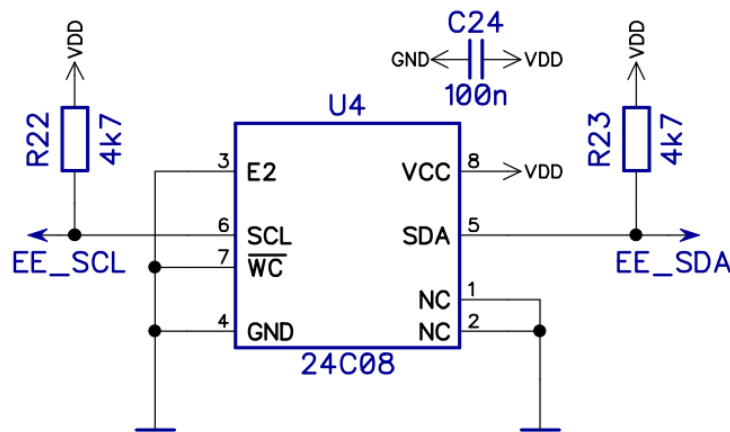 VDD
R22
4k7
C24
GND
VDD
100n
VDD
R23
4k7
U4
3
E2
VCC
8
VDD
6
SCL
SDA
5
EE_SCL
EE_SDA
7
WC
NC
1
4
GND
NC
2
24C08